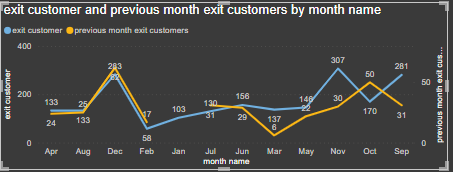 exit customer and previous month exit customers by month name
exit customer previous month exit customers
400
200
0
exit customer
133 25 283 17 103 130 156 137 146 307 50 281
24 133 82 58 31 29 6 22 30 170 31
50
0
previous month exit cus...
Apr Aug Dec Feb Jan Jul Jun Mar May Nov Oct Sep
month name